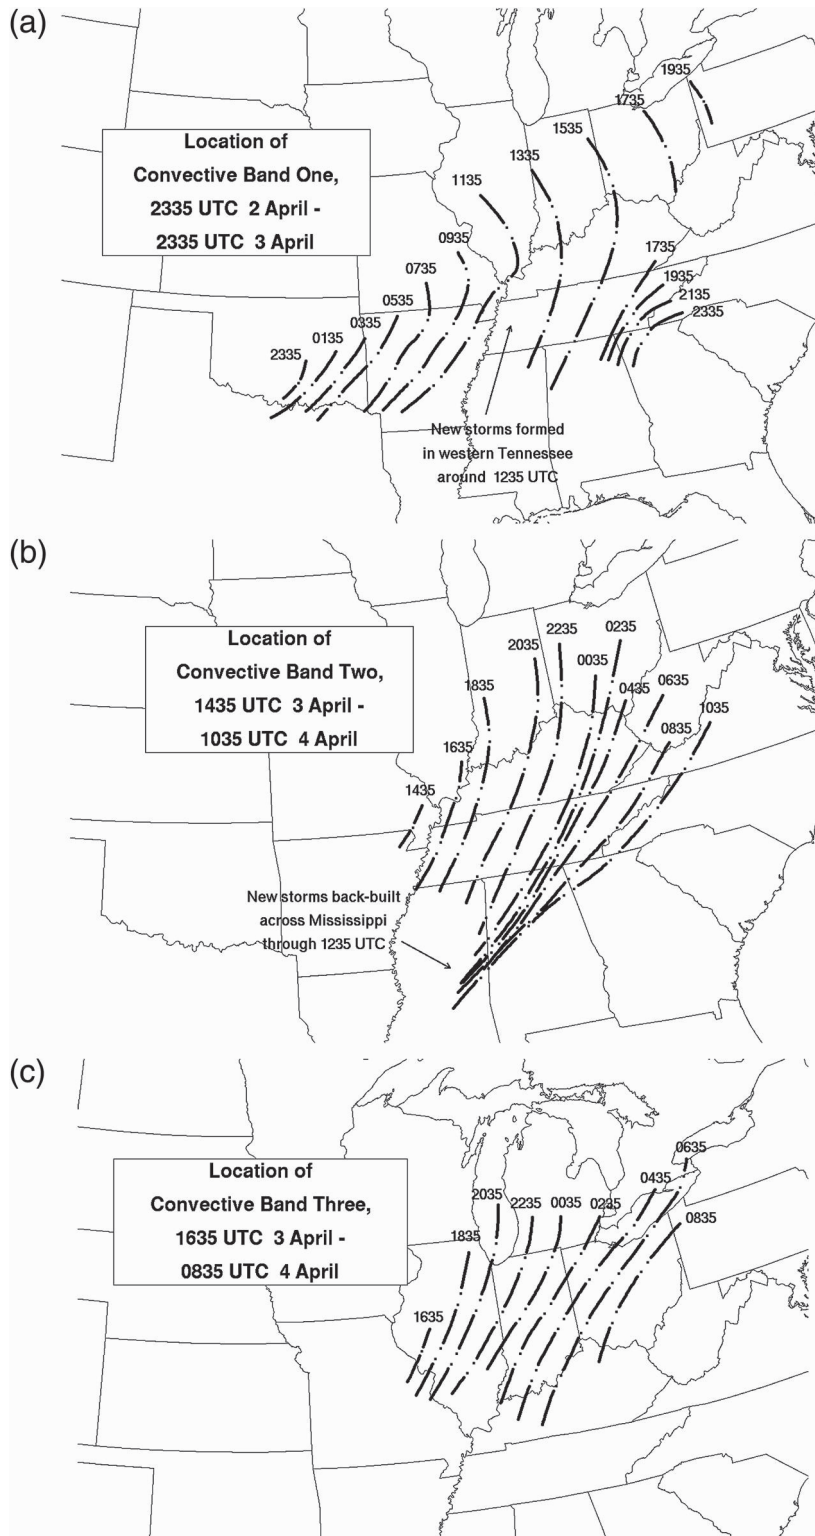 (a)
Location of
Convective Band One,
2335 UTC 2 April -
2335 UTC 3 April
1935
1735
1535
1335
1135
0935
0735
0535
0335
0135
2335
1735
1935
2135
2335
New storms formed
in western Tennessee
around 1235 UTC
(b)
Location of
Convective Band Two,
1435 UTC 3 April -
1035 UTC 4 April
1435
1635
1835
2035
2235
0035
0235
0435
0635
0835
1035
New storms back-built
across Mississippi
through 1235 UTC
(c)
Location of
Convective Band Three,
1635 UTC 3 April -
0835 UTC 4 April
1635
1835
2035
2235
0035
0235
0435
0635
0835